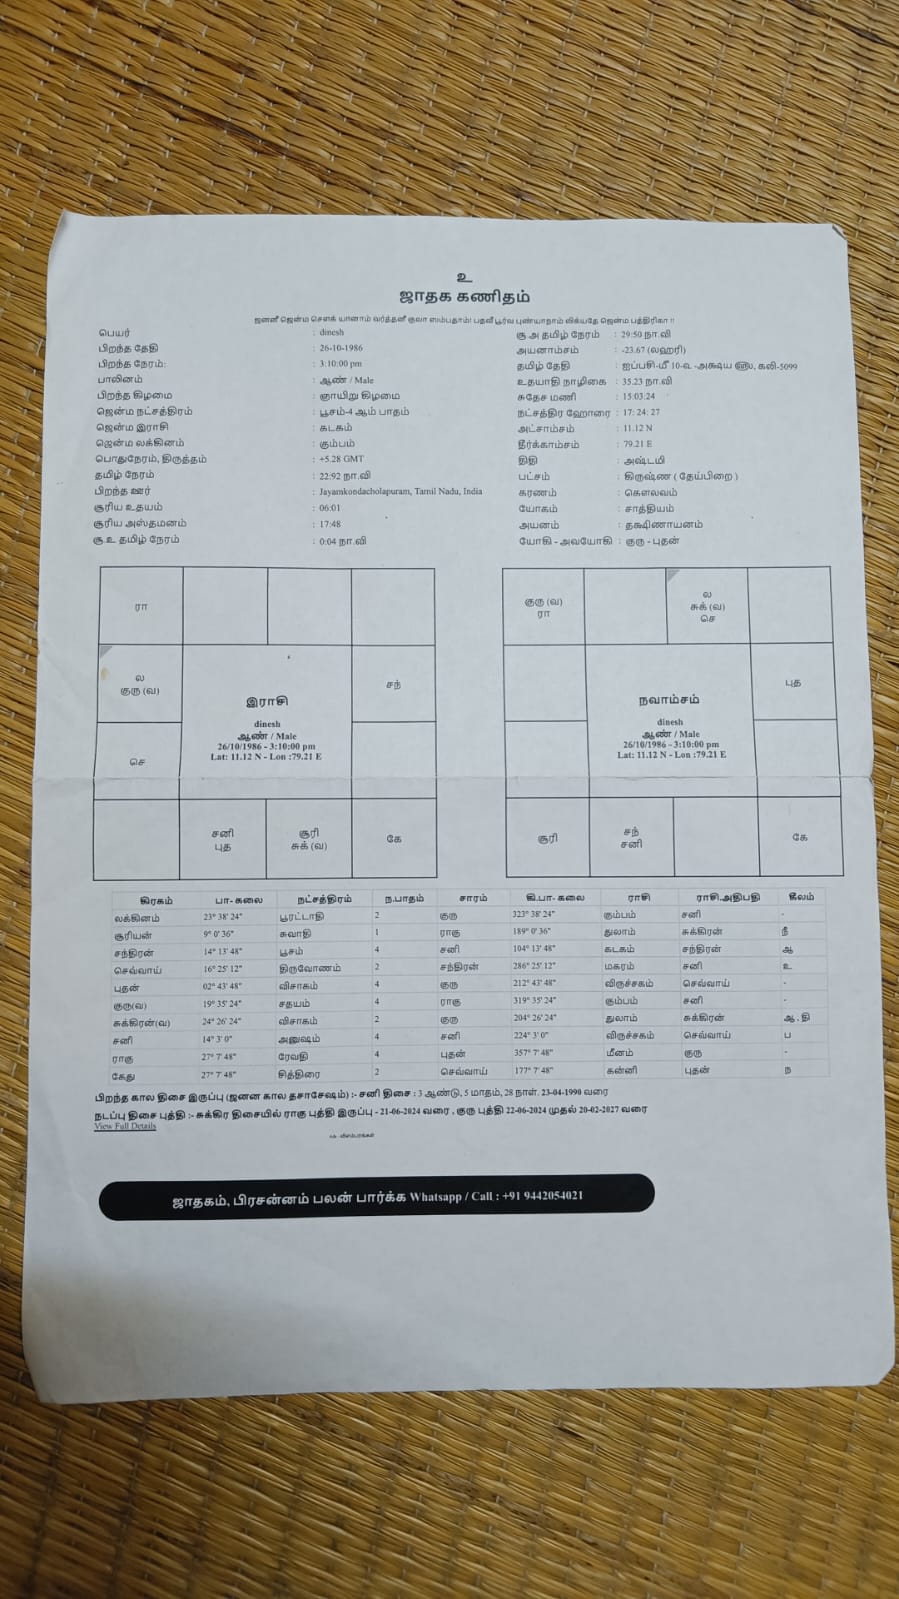 உ
ஜாதக கணிதம்
ஜனனீ ஜென்ம சௌக் யானாம் வர்த்தனீ குலா ஸம்பதாம்! பதவீ பூர்வ புண்யாநாம் லிக்யதே ஜென்ம பத்திரிகா !!
பெயர் : dinesh
பிறந்த தேதி : 26-10-1986
பிறந்த நேரம்: : 3:10:00 pm
பாலினம் : ஆண் / Male
பிறந்த கிழமை : ஞாயிறு கிழமை
ஜென்ம நட்சத்திரம் : பூசம்-4 ஆம் பாதம்
ஜென்ம இராசி : கடகம்
ஜென்ம லக்கினம் : கும்பம்
பொதுநேரம், திருத்தம் : +5.28 GMT
தமிழ் நேரம் : 22:92 நா.வி
பிறந்த ஊர் : Jayamkondacholapuram, Tamil Nadu, India
சூரிய உதயம் : 06:01
சூரிய அஸ்தமனம் : 17:48
சூ.உ தமிழ் நேரம் : 0:04 நா.வி
சூ.அ தமிழ் நேரம் : 29:50 நா.வி
அயனாம்சம் : -23.67 (லஹரி)
தமிழ் தேதி : ஐப்பசி-மீ 10-வ -அக்ஷய ௵, கலி-5099
உதயாதி நாழிகை : 35.23 நா.வி
சுதேச மணி : 15:03:24
நட்சத்திர ஹோரை : 17: 24: 27
அட்சாம்சம் : 11.12 N
தீர்க்காம்சம் : 79.21 E
திதி : அஷ்டமி
பட்சம் : கிருஷ்ண ( தேய்பிறை )
கரணம் : கௌலவம்
யோகம் : சாத்தியம்
அயனம் : தக்ஷிணாயனம்
யோகி - அவயோகி : குரு - புதன்
ரா
ல
குரு (வ)
சந்
செ
சனி
புத
சூரி
சுக் (வ)
கே
இராசி
dinesh
ஆண் / Male
26/10/1986 - 3:10:00 pm
Lat: 11.12 N - Lon :79.21 E
குரு (வ)
ரா
ல
சுக் (வ)
செ
புத
நவாம்சம்
dinesh
ஆண் / Male
26/10/1986 - 3:10:00 pm
Lat: 11.12 N - Lon :79.21 E
சூரி
சந்
சனி
கே
கிரகம் பா- கலை நட்சத்திரம் ந.பாதம் சாரம் கி.பா- கலை ராசி ராசி.அதிபதி கீலம்
லக்கினம் 23° 38' 24" பூரட்டாதி 2 குரு 323° 38' 24" கும்பம் சனி -
சூரியன் 9° 0' 36" சுவாதி 1 ராகு 189° 0' 36" துலாம் சுக்கிரன் நீ
சந்திரன் 14° 13' 48" பூசம் 4 சனி 104° 13' 48" கடகம் சந்திரன் ஆ
செவ்வாய் 16° 25' 12" திருவோணம் 2 சந்திரன் 286° 25' 12" மகரம் சனி உ
புதன் 02° 43' 48" விசாகம் 4 குரு 212° 43' 48" விருச்சகம் செவ்வாய் -
குரு(வ) 19° 35' 24" சதயம் 4 ராகு 319° 35' 24" கும்பம் சனி -
சுக்கிரன்(வ) 24° 26' 24" விசாகம் 2 குரு 204° 26' 24" துலாம் சுக்கிரன் ஆ , தி
சனி 14° 3' 0" அனுஷம் 4 சனி 224° 3' 0" விருச்சகம் செவ்வாய் ப
ராகு 27° 7' 48" ரேவதி 4 புதன் 357° 7' 48" மீனம் குரு -
கேது 27° 7' 48" சித்திரை 2 செவ்வாய் 177° 7' 48" கன்னி புதன் ந
பிறந்த கால திசை இருப்பு (ஜனன கால தசாசேஷம்) :- சனி திசை : 3 ஆண்டு, 5 மாதம், 28 நாள். 23-04-1990 வரை
நடப்பு திசை புத்தி :- சுக்கிர திசையில் ராகு புத்தி இருப்பு - 21-06-2024 வரை , குரு புத்தி 22-06-2024 முதல் 20-02-2027 வரை
View Full Details
ஜாதகம், பிரசன்னம் பலன் பார்க்க Whatsapp / Call : +91 9442054021